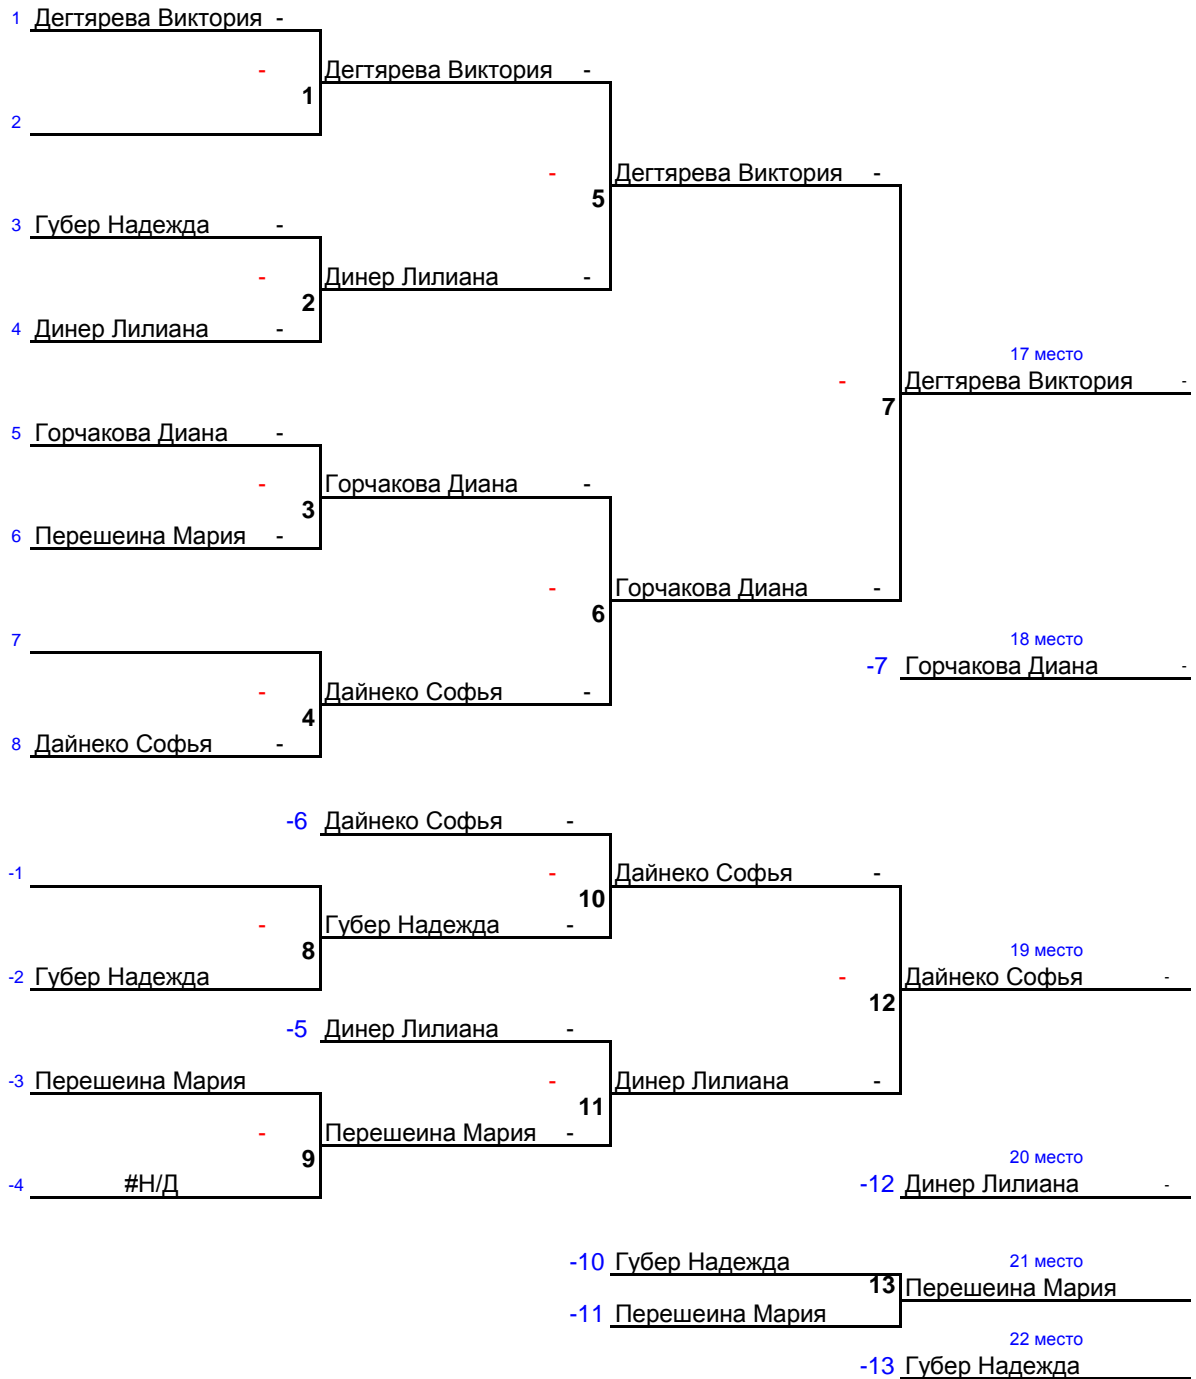 1 Дегтярева Виктория -
- Дегтярева Виктория -
1
2
- Дегтярева Виктория -
5
3 Губер Надежда -
- Динер Лилиана -
2
4 Динер Лилиана -
17 место
- Дегтярева Виктория -
7
5 Горчакова Диана -
- Горчакова Диана -
3
6 Перешеина Мария -
- Горчакова Диана -
6
7
18 место
-7 Горчакова Диана -
- Дайнеко Софья -
4
8 Дайнеко Софья -
-6 Дайнеко Софья -
-1
- Дайнеко Софья -
10
- Губер Надежда -
8
19 место
-2 Губер Надежда
- Дайнеко Софья -
12
-5 Динер Лилиана -
-3 Перешеина Мария
- Динер Лилиана -
11
- Перешеина Мария -
9
20 место
-4 #Н/Д
-12 Динер Лилиана -
-10 Губер Надежда
21 место
13 Перешеина Мария
-11 Перешеина Мария
22 место
-13 Губер Надежда